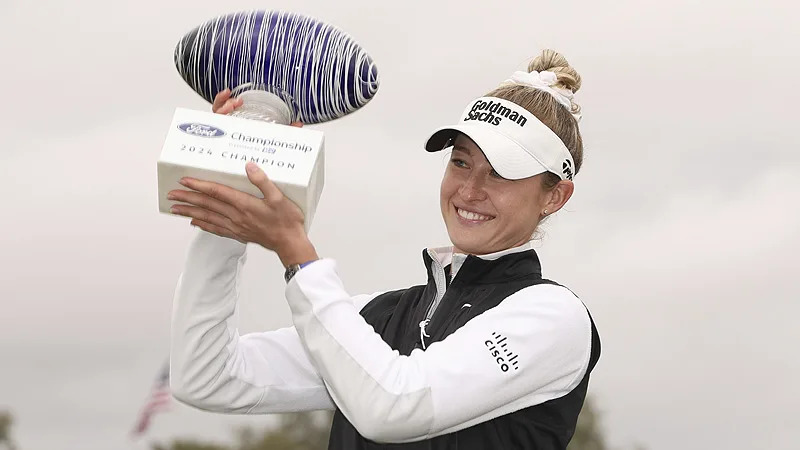 Ford
Championship
2024 CHAMPION
Goldman
Sachs
CISCO